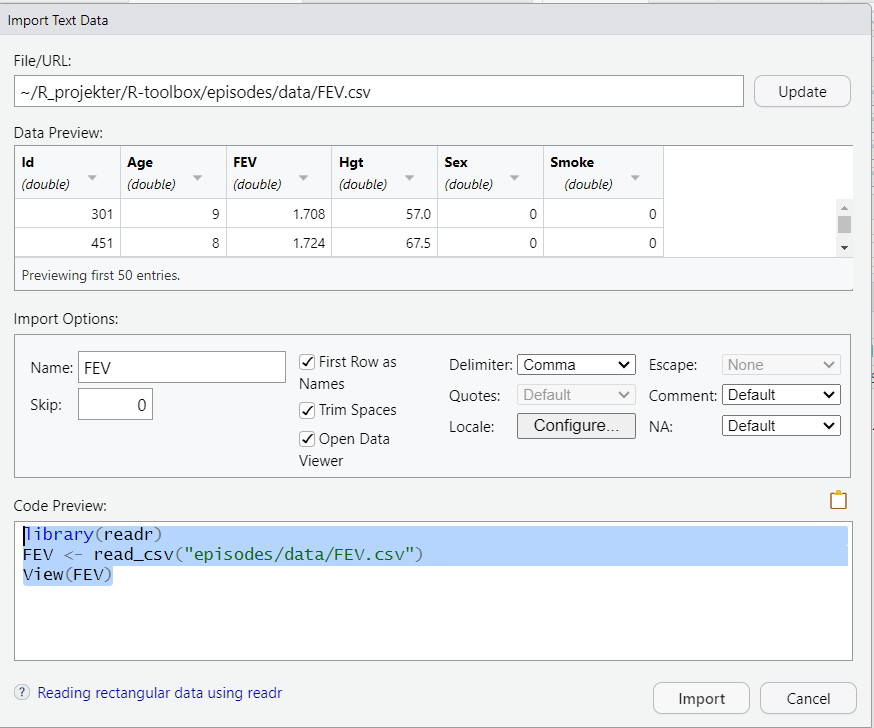 Import Text Data
File/URL:
~/R_projekter/R-toolbox/episodes/data/FEV.csv
Update
Data Preview:
Id Age FEV Hgt Sex Smoke
(double) (double) (double) (double) (double) (double)
301 9 1.708 57.0 0 0
451 8 1.724 67.5 0 0
Previewing first 50 entries.
Import Options:
Name: FEV
Skip: 0
First Row as
Names
Trim Spaces
Open Data
Viewer
Delimiter: Comma
Quotes: Default
Locale: Configure...
Escape: None
Comment: Default
NA: Default
Code Preview:
library(readr)
FEV <- read_csv("episodes/data/FEV.csv")
View(FEV)
? Reading rectangular data using readr
Import
Cancel